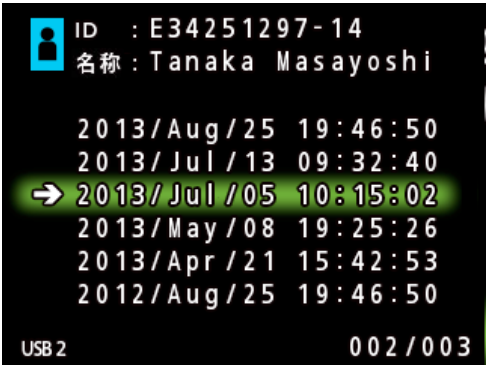 ID : E34251297-14
名称 : Tanaka Masayoshi
2013/Aug/25 19:46:50
2013/Jul/13 09:32:40
2013/Jul/05 10:15:02
2013/May/08 19:25:26
2013/Apr/21 15:42:53
2012/Aug/25 19:46:50
USB 2 002/003